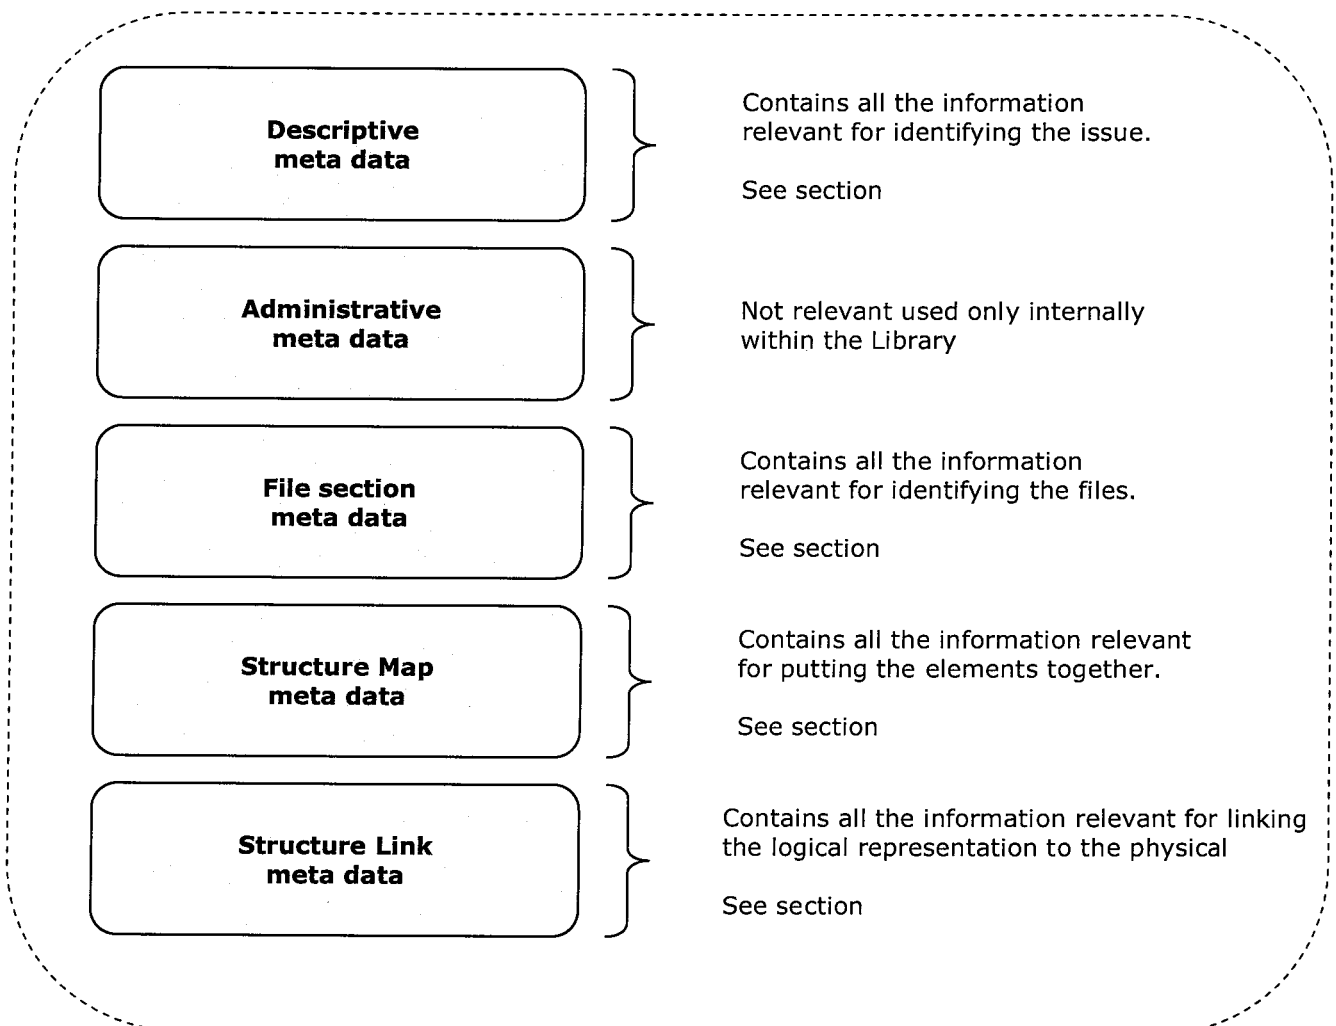 Descriptive
meta data
Contains all the information
relevant for identifying the issue.
See section
Administrative
meta data
Not relevant used only internally
within the Library
File section
meta data
Contains all the information
relevant for identifying the files.
See section
Structure Map
meta data
Contains all the information relevant
for putting the elements together.
See section
Structure Link
meta data
Contains all the information relevant for linking
the logical representation to the physical
See section